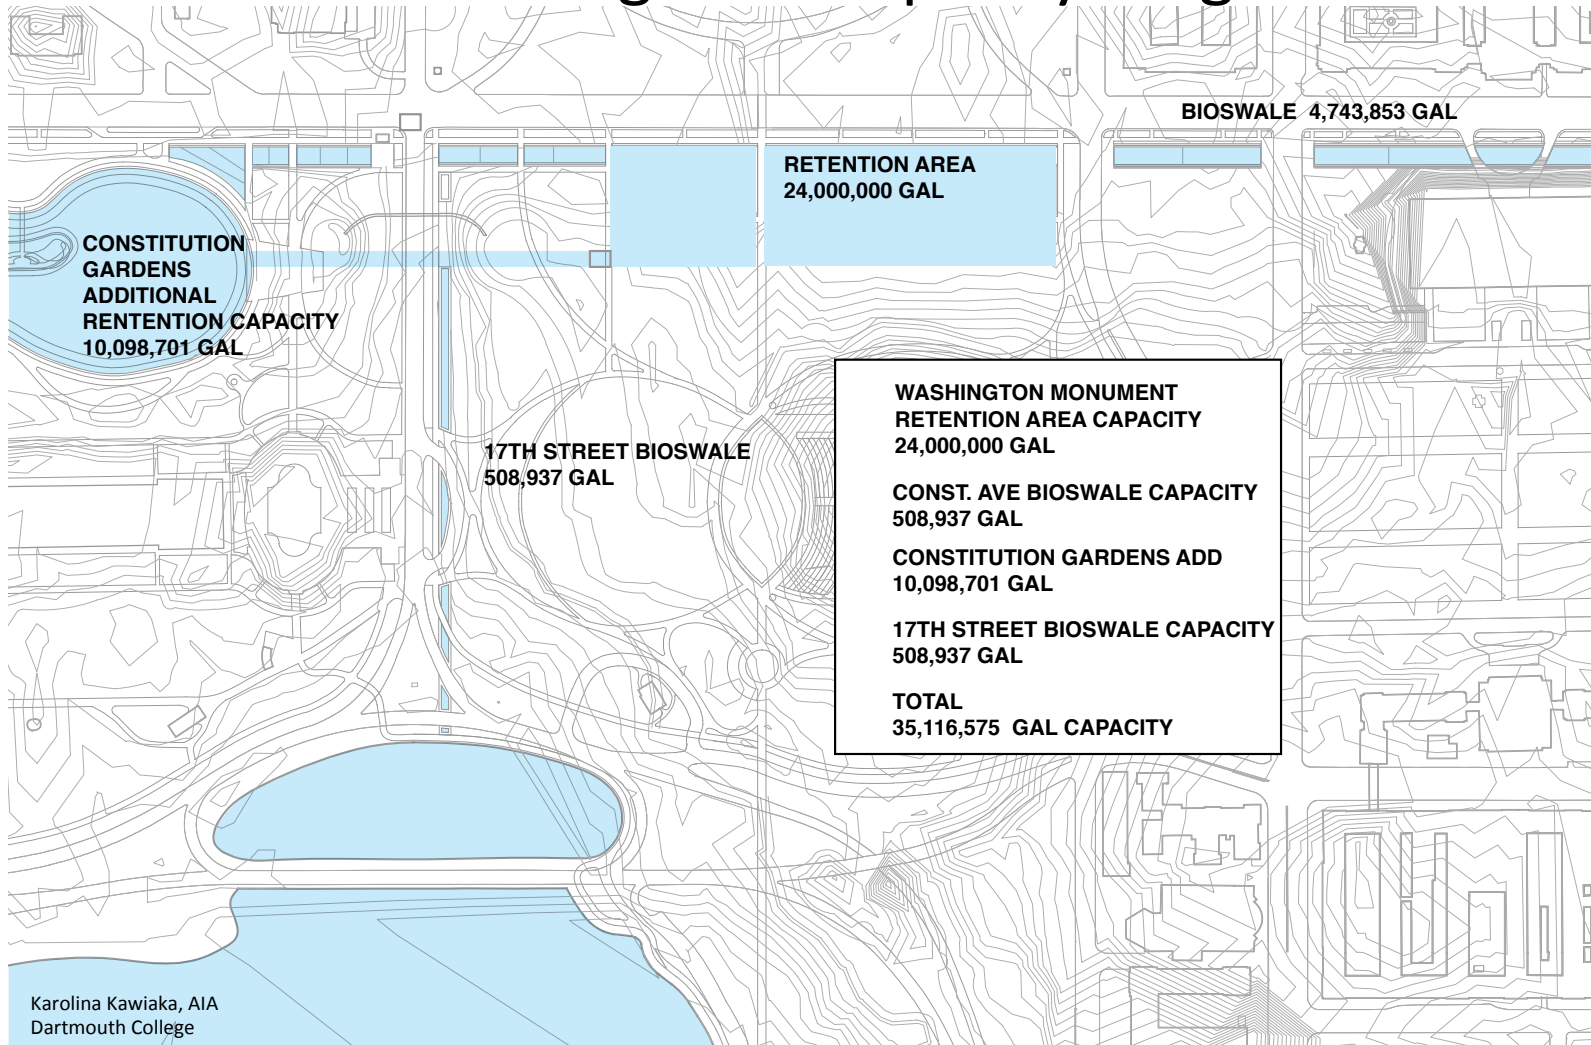 BIOSWALE 4,743,853 GAL
RETENTION AREA
24,000,000 GAL
CONSTITUTION
GARDENS
ADDITIONAL
RENTENTION CAPACITY
10,098,701 GAL
17TH STREET BIOSWALE
508,937 GAL
WASHINGTON MONUMENT
RETENTION AREA CAPACITY
24,000,000 GAL
CONST. AVE BIOSWALE CAPACITY
508,937 GAL
CONSTITUTION GARDENS ADD
10,098,701 GAL
17TH STREET BIOSWALE CAPACITY
508,937 GAL
TOTAL
35,116,575 GAL CAPACITY
Karolina Kawiaka, AIA
Dartmouth College